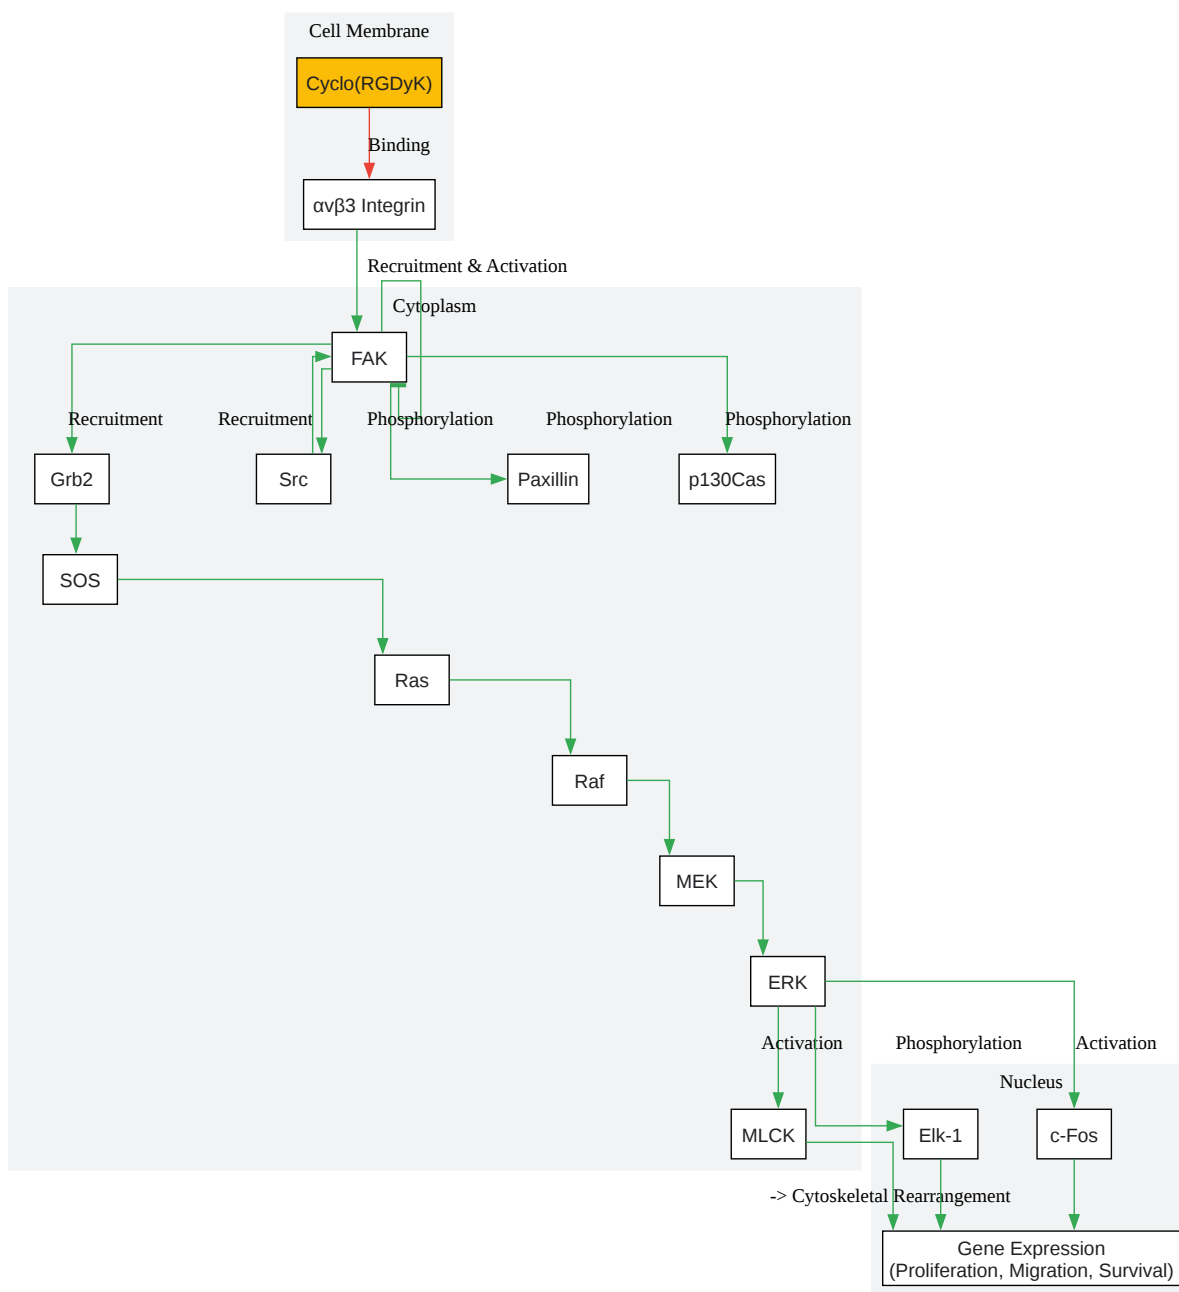 Cell Membrane
Cyclo(RGDyK)
Binding
αvβ3 Integrin
Recruitment & Activation
Cytoplasm
FAK
Recruitment
Recruitment
Phosphorylation
Phosphorylation
Phosphorylation
Grb2
Src
Paxillin
p130Cas
SOS
Ras
Raf
MEK
ERK
Activation
Phosphorylation
Activation
Nucleus
MLCK
Elk-1
c-Fos
-> Cytoskeletal Rearrangement
Gene Expression
(Proliferation, Migration, Survival)